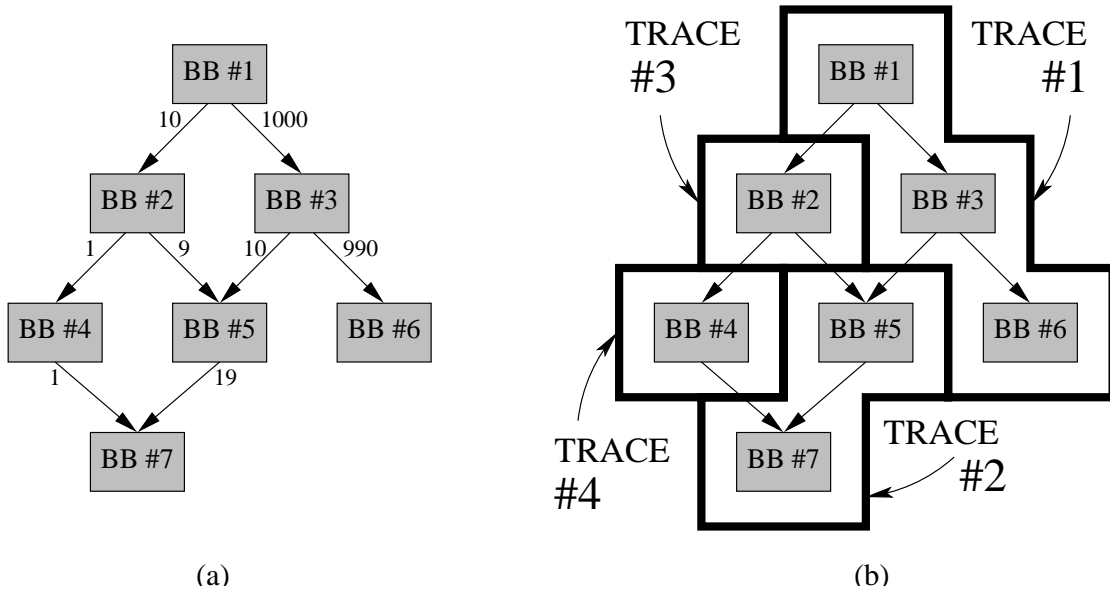 BB #1
10
1000
BB #2
BB #3
1
9
10
990
BB #4
BB #5
BB #6
1
19
BB #7
(a)
TRACE
#3
TRACE
#1
BB #1
BB #2
BB #3
BB #4
BB #5
BB #6
TRACE
#4
BB #7
TRACE
#2
(b)